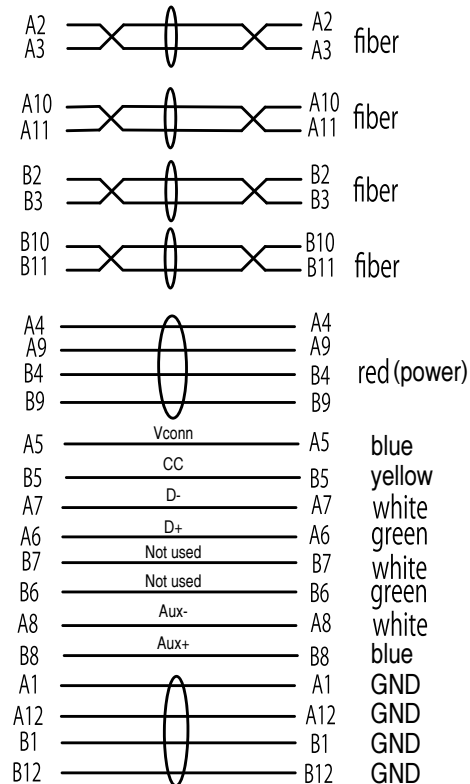 A2 A2
A3 A3 fiber
A10 A10
A11 A11 fiber
B2 B2
B3 B3 fiber
B10 B10
B11 B11 fiber
A4 A4
A9 A9
B4 B4 red (power)
B9 B9
A5 Vconn A5 blue
B5 CC B5 yellow
A7 D- A7 white
A6 D+ A6 green
B7 Not used B7 white
B6 Not used B6 green
A8 Aux- A8 white
B8 Aux+ B8 blue
A1 A1 GND
A12 A12 GND
B1 B1 GND
B12 B12 GND